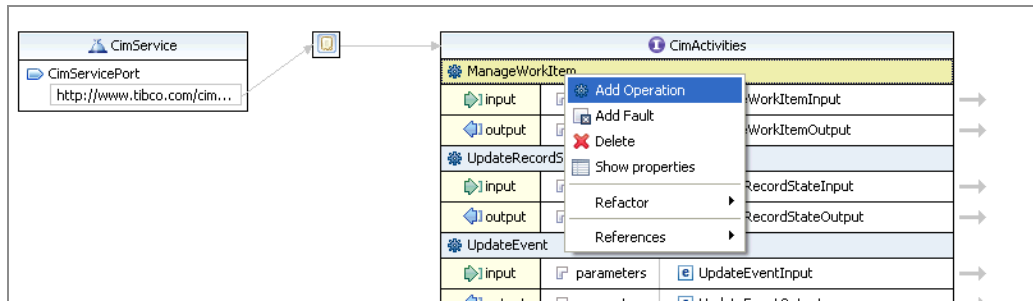 CimService
CimServicePort
http://www.tibco.com/cim...
CimActivities
ManageWorkItem
input
WorkItemInput
output
WorkItemOutput
UpdateRecordS
input
RecordStateInput
output
RecordStateOutput
UpdateEvent
input parameters UpdateEventInput
Add Operation
Add Fault
Delete
Show properties
Refactor
References